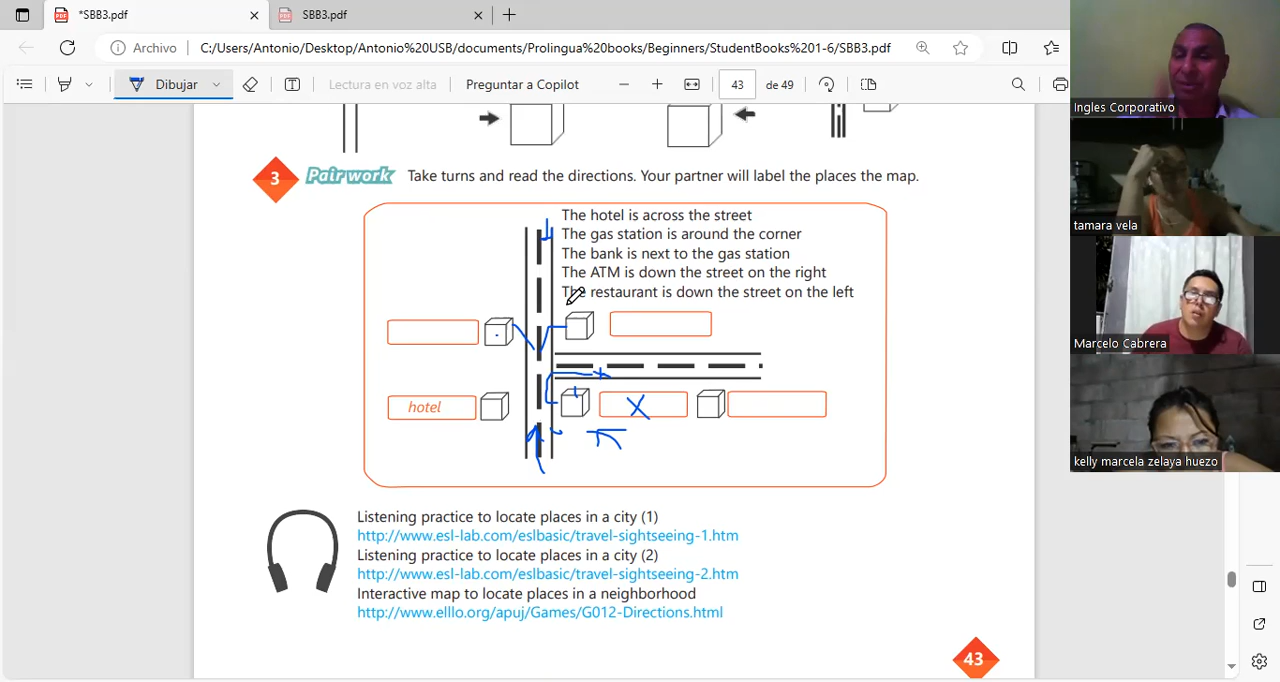 *SBB3.pdf
SBB3.pdf
Archivo
C:/Users/Antonio/Desktop/Antonio%20USB/documents/Prolingua%20books/Beginners/StudentBooks%201-6/SBB3.pdf
Dibujar
Lectura en voz alta
Preguntar a Copilot
43
de 49
Ingles Corporativo
tamara vela
Marcelo Cabrera
kelly marcela zelaya huezo
3
Pair work
Take turns and read the directions. Your partner will label the places the map.
The hotel is across the street
The gas station is around the corner
The bank is next to the gas station
The ATM is down the street on the right
The restaurant is down the street on the left
hotel
X
Listening practice to locate places in a city (1)
http://www.esl-lab.com/eslbasic/travel-sightseeing-1.htm
Listening practice to locate places in a city (2)
http://www.esl-lab.com/eslbasic/travel-sightseeing-2.htm
Interactive map to locate places in a neighborhood
http://www.elllo.org/apuj/Games/G012-Directions.html
43